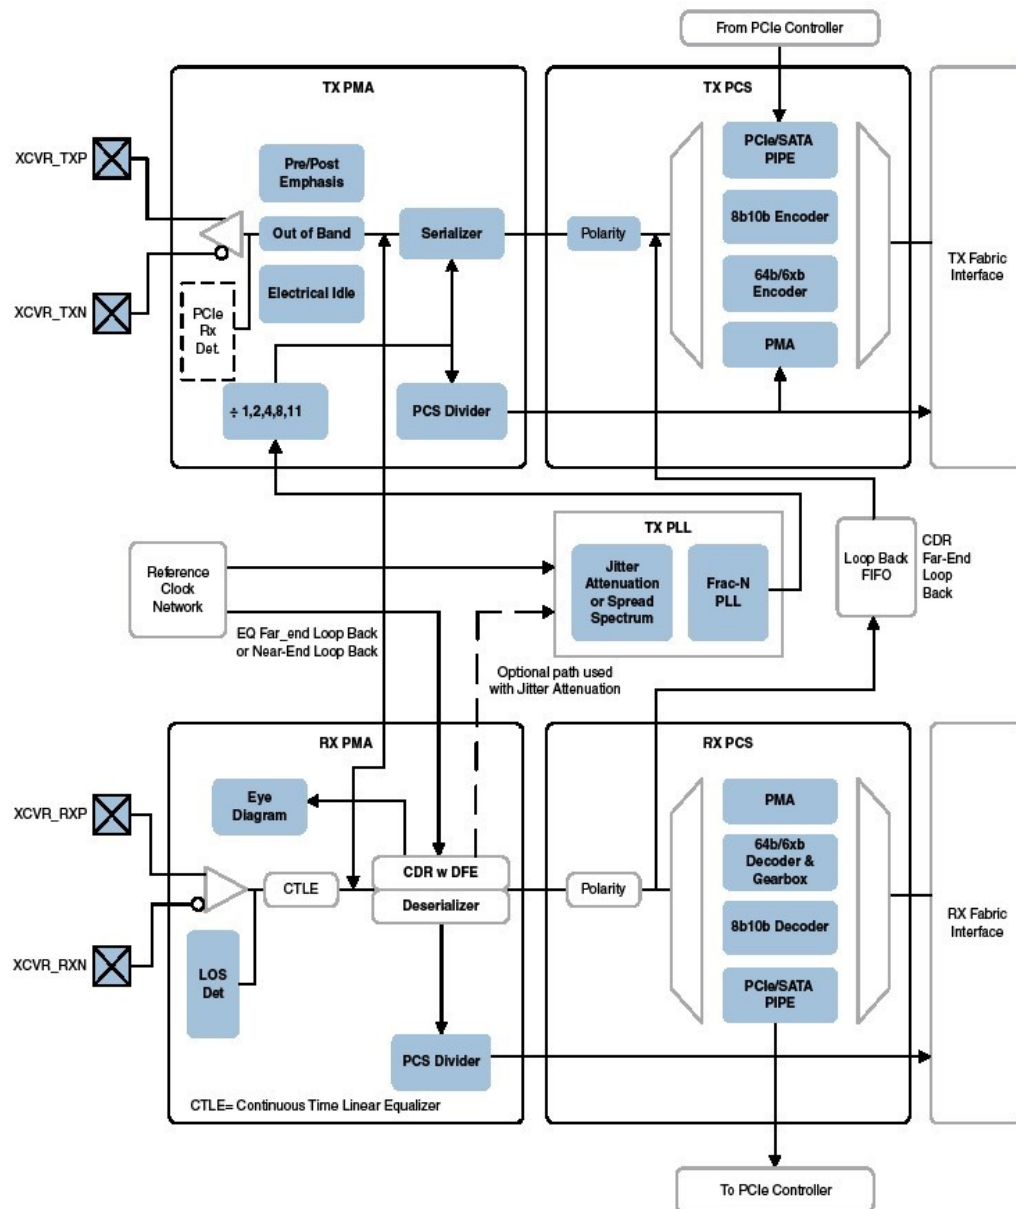 From PCIe Controller
TX PMA
TX PCS
XCVR_TXP
Pre/Post
Emphasis
PCIe/SATA
PIPE
Out of Band
Serializer
Polarity
8b10b Encoder
XCVR_TXN
Electrical Idle
64b/6xb
Encoder
TX Fabric
Interface
PCIe
Rx
Det.
PMA
÷ 1,2,4,8,11
PCS Divider
TX PLL
Reference
Clock
Network
Jitter
Attenuation
or Spread
Spectrum
Frac-N
PLL
Loop Back
FIFO
CDR
Far-End
Loop
Back
EQ Far_end Loop Back
or Near-End Loop Back
Optional path used
with Jitter Attenuation
RX PMA
RX PCS
XCVR_RXP
Eye
Diagram
PMA
64b/6xb
Decoder &
Gearbox
CTLE
CDR w DFE
Deserializer
Polarity
8b10b Decoder
RX Fabric
Interface
XCVR_RXN
LOS
Det
PCIe/SATA
PIPE
PCS Divider
CTLE= Continuous Time Linear Equalizer
To PCIe Controller